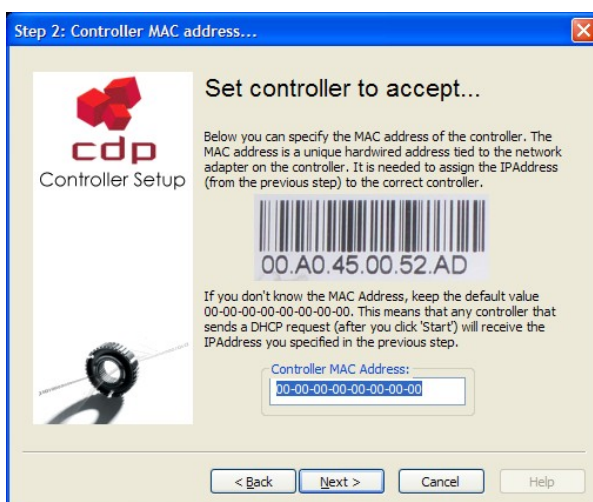 Step 2: Controller MAC address...
Set controller to accept...
cdp
Controller Setup
Below you can specify the MAC address of the controller. The
MAC address is a unique hardwired address tied to the network
adapter on the controller. It is needed to assign the IPAddress
(from the previous step) to the correct controller.
00.A0.45.00.52.AD
If you don't know the MAC Address, keep the default value
00-00-00-00-00-00-00-00. This means that any controller that
sends a DHCP request (after you click 'Start') will receive the
IPAddress you specified in the previous step.
Controller MAC Address:
00-00-00-00-00-00-00-00
< Back
Next >
Cancel
Help